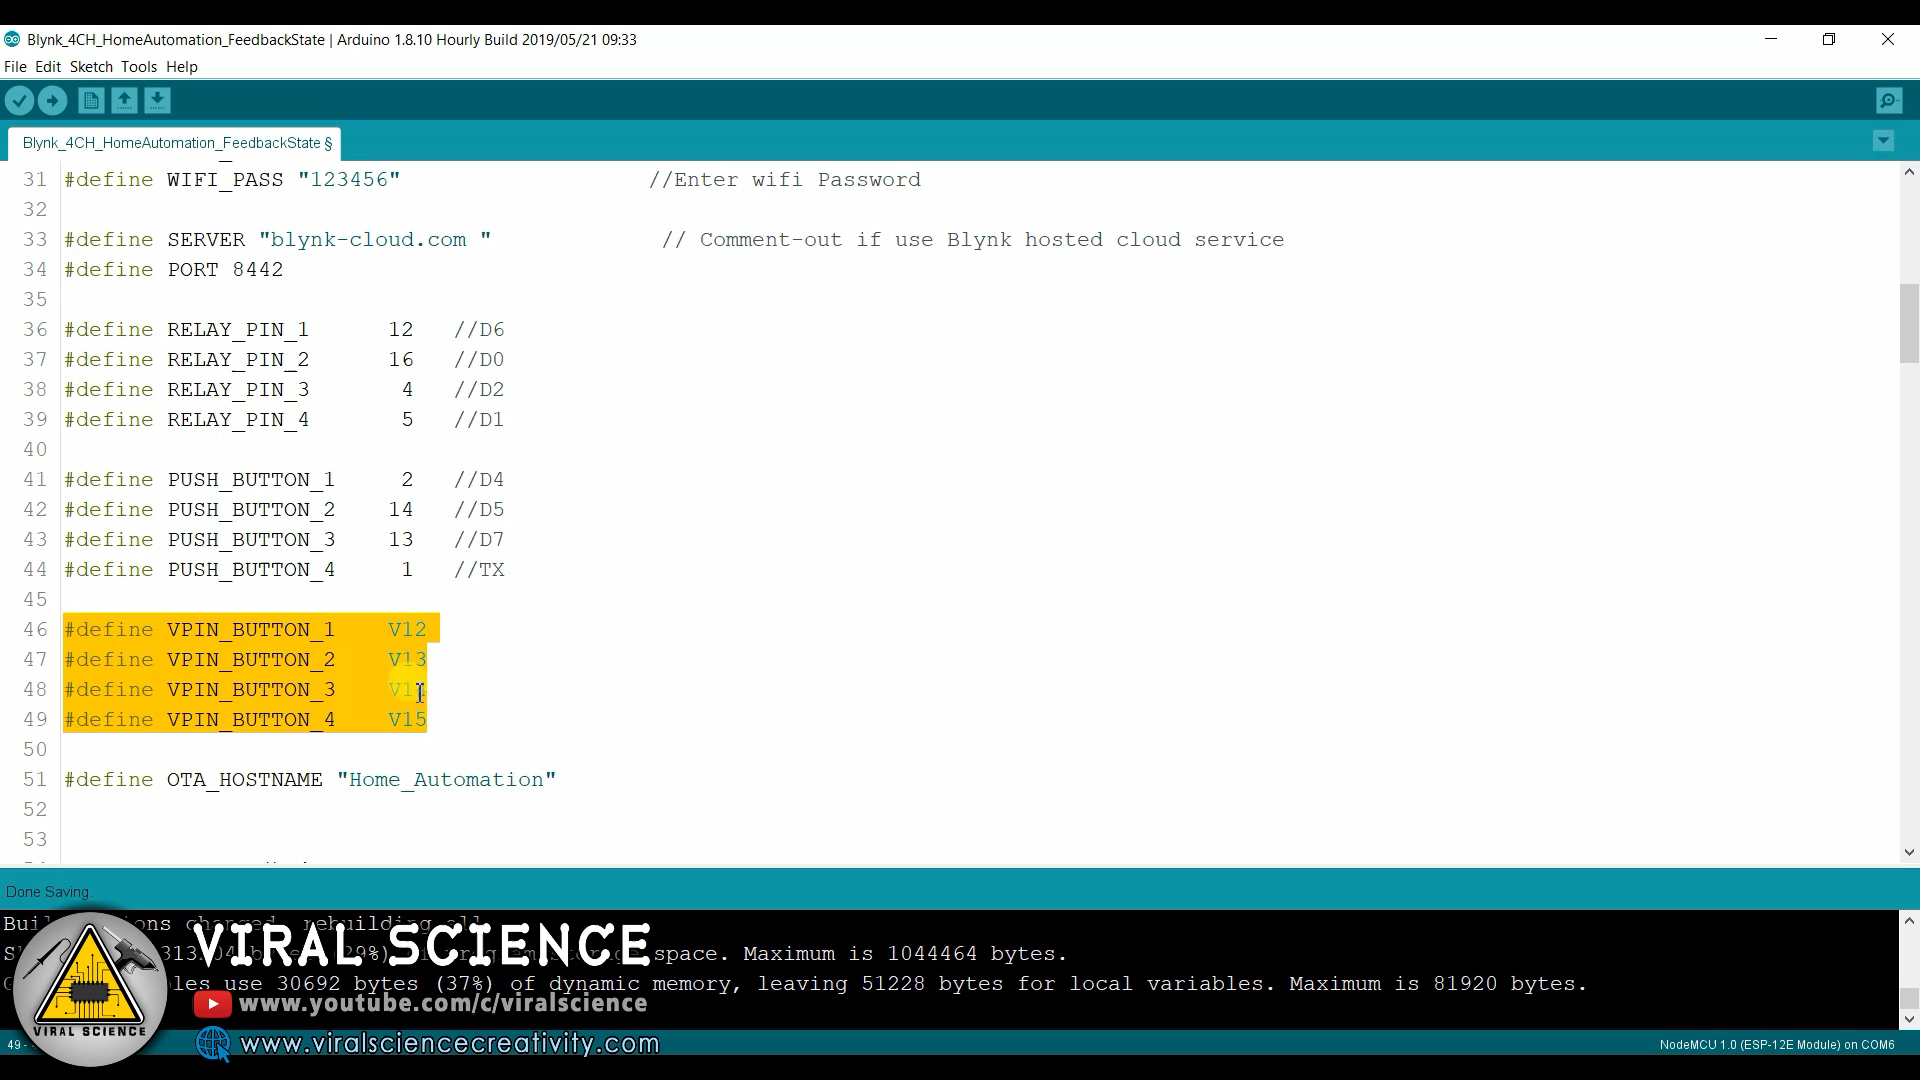 Blynk_4CH_HomeAutomation_FeedbackState | Arduino 1.8.10 Hourly Build 2019/05/21 09:33
File Edit Sketch Tools Help
Blynk_4CH_HomeAutomation_FeedbackState §
31 #define WIFI_PASS "123456" //Enter wifi Password
32
33 #define SERVER "blynk-cloud.com " // Comment-out if use Blynk hosted cloud service
34 #define PORT 8442
35
36 #define RELAY_PIN_1 12 //D6
37 #define RELAY_PIN_2 16 //D0
38 #define RELAY_PIN_3 4 //D2
39 #define RELAY_PIN_4 5 //D1
40
41 #define PUSH_BUTTON_1 2 //D4
42 #define PUSH_BUTTON_2 14 //D5
43 #define PUSH_BUTTON_3 13 //D7
44 #define PUSH_BUTTON_4 1 //TX
45
46 #define VPIN_BUTTON_1 V12
47 #define VPIN_BUTTON_2 V13
48 #define VPIN_BUTTON_3
49 #define VPIN_BUTTON_4 V15
50
51 #define OTA_HOSTNAME "Home_Automation"
52
53
Done Saving.
rebuilding all
space. Maximum is 1044464 bytes.
use 30692 bytes (37%) of dynamic memory, leaving 51228 bytes for local variables. Maximum is 81920 bytes.
VIRAL SCIENCE
www.youtube.com/c/viralscience
VIRAL SCIENCE
www.viralsciencecreativity.com
49 NodeMCU 1.0 (ESP-12E Module) on COM6